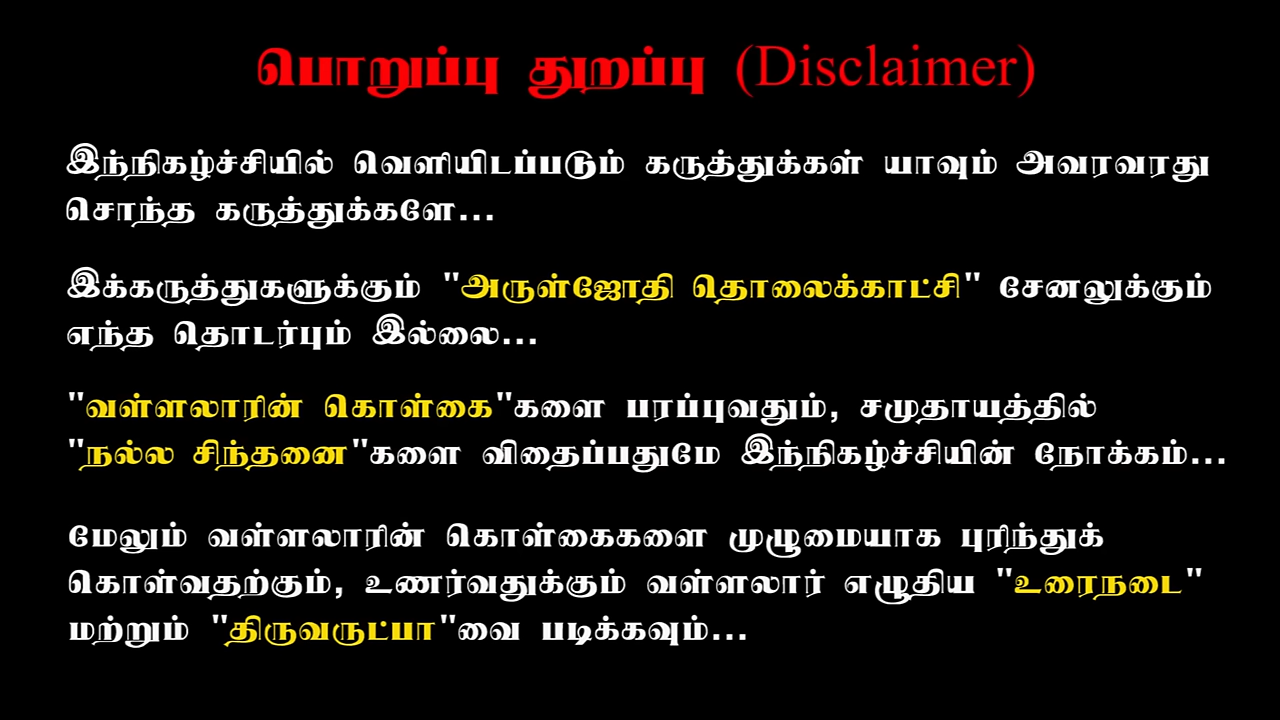 பொறுப்பு துறப்பு (Disclaimer)
இந்நிகழ்ச்சியில் வெளியிடப்படும் கருத்துக்கள் யாவும் அவரவரது
சொந்த கருத்துக்களே...
இக்கருத்துகளுக்கும் "அருள்ஜோதி தொலைக்காட்சி" சேனலுக்கும்
எந்த தொடர்பும் இல்லை...
"வள்ளலாரின் கொள்கை"களை பரப்புவதும், சமுதாயத்தில்
"நல்ல சிந்தனை"களை விதைப்பதுமே இந்நிகழ்ச்சியின் நோக்கம்...
மேலும் வள்ளலாரின் கொள்கைகளை முழுமையாக புரிந்துக்
கொள்வதற்கும், உணர்வதுக்கும் வள்ளலார் எழுதிய "உரைநடை"
மற்றும் "திருவருட்பா"வை படிக்கவும்...